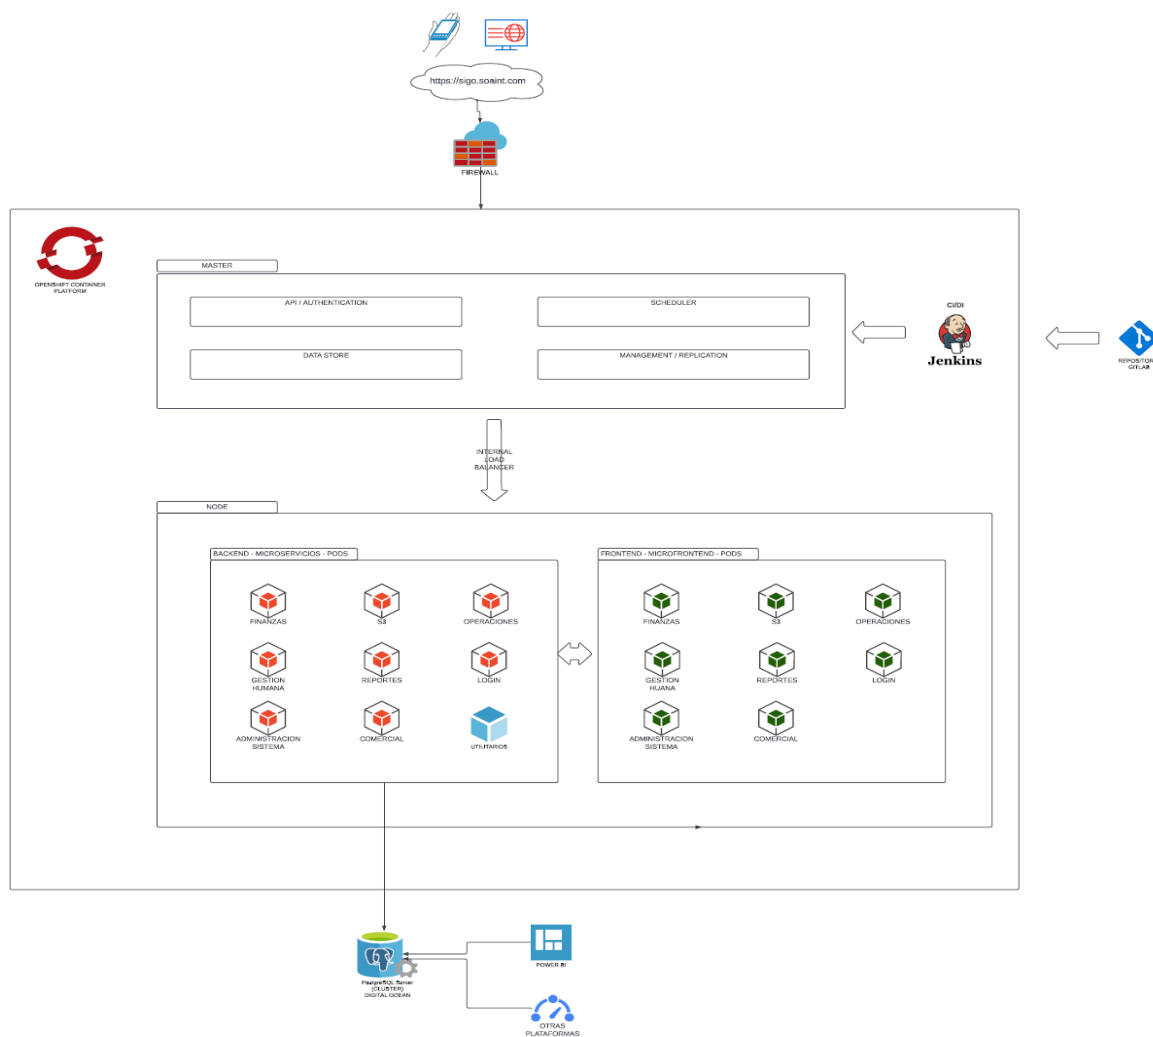 https://sigo.soaint.com
FIREWALL
OPENSHIFT CONTAINER
PLATFORM
MASTER
API / AUTHENTICATION
SCHEDULER
DATA STORE
MANAGEMENT / REPLICATION
CI/DI
Jenkins
REPOSITOR
GITLAB
INTERNAL
LOAD
BALANCER
NODE
BACKEND - MICROSERVICIOS - PODS
FINANZAS
S3
OPERACIONES
GESTION
HUMANA
REPORTES
LOGIN
ADMINISTRACION
SISTEMA
COMERCIAL
UTILITARIOS
FRONTEND - MICROFRONTEND - PODS
FINANZAS
S3
OPERACIONES
GESTION
HUANA
REPORTES
LOGIN
ADMINISTRACION
SISTEMA
COMERCIAL
PostgreSQL Server
(CLUSTER)
DIGITAL OCEAN
POWER BI
OTRAS
PLATAFORMAS